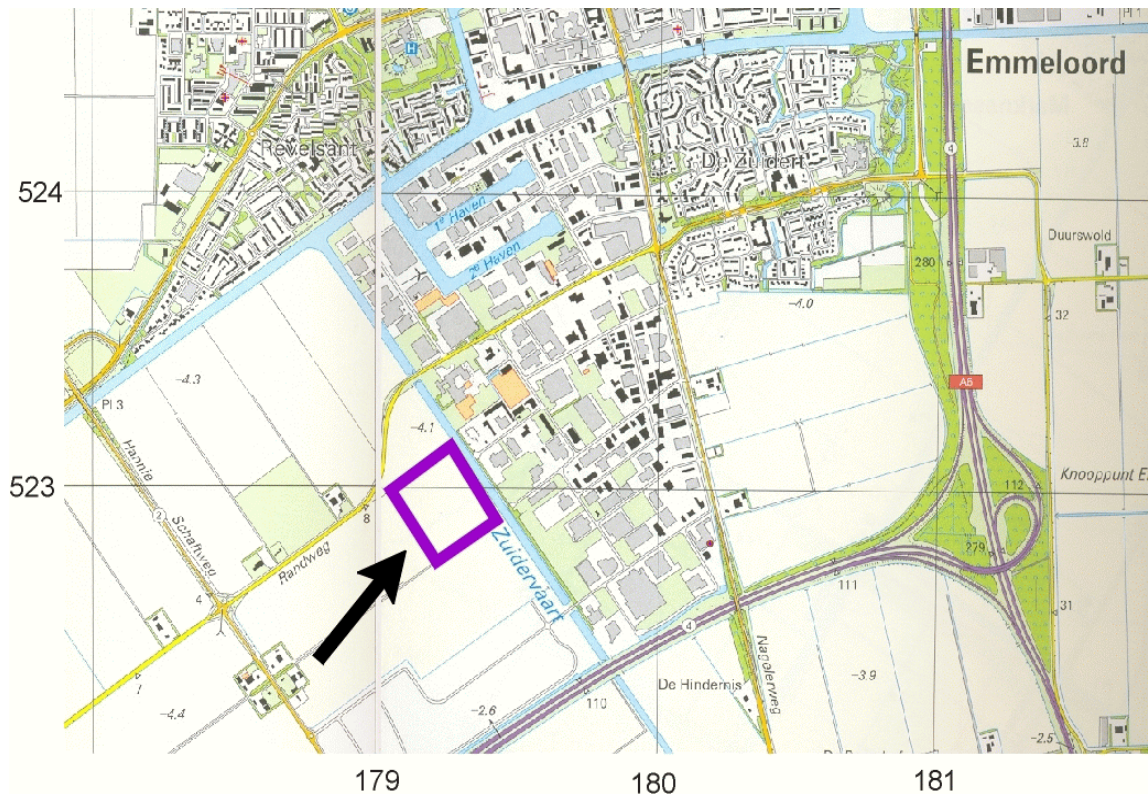 Emmeloord
H
Revelsant
De Zuidert
3.8
4
524
1e Haven
2e Haven
Duurswold
280
-4.0
32
-4.3
A6
Pl 3
-4.1
Hannie
Schaftweg
2
523
8
Randweg
Knooppunt E
112
279
Zuidervaart
111
4
31
4
Nagelerweg
-3.9
De Hindernis
-4.4
-2.6
110
-2.5
179
180
181